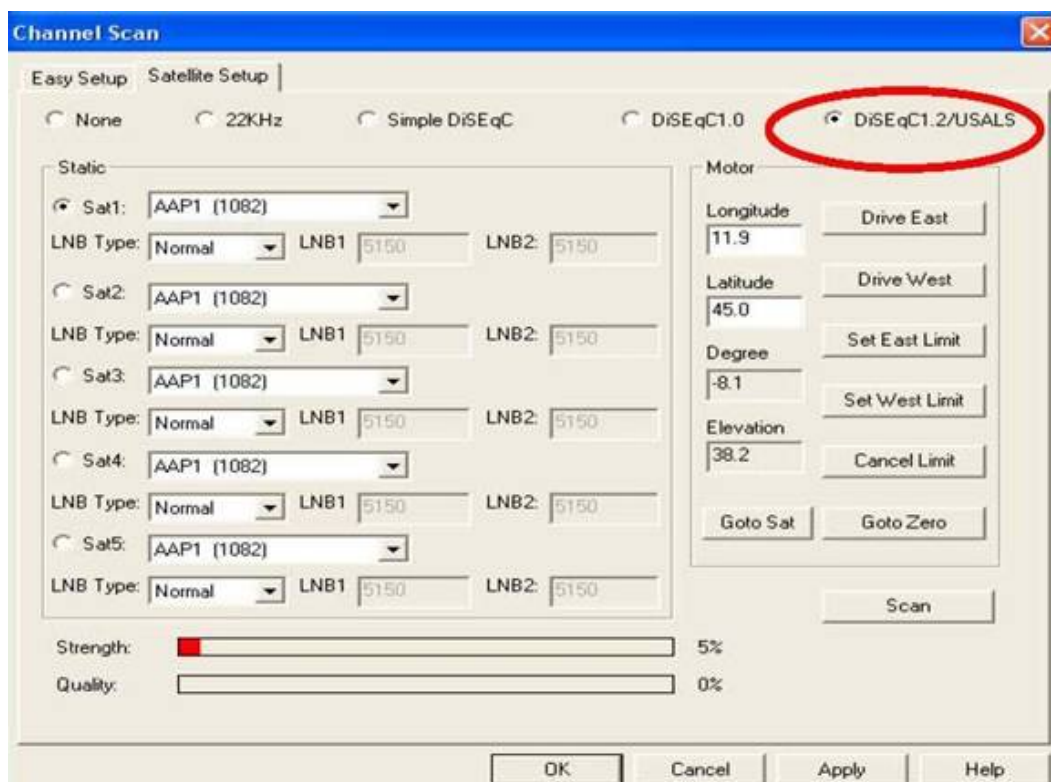 Channel Scan
Easy Setup Satellite Setup
None 22KHz Simple DiSEqC DiSEqC1.0 DiSEqC1.2/USALS
Static
Sat1: AAP1 (1082)
LNB Type: Normal LNB1 5150 LNB2: 5150
Sat2: AAP1 (1082)
LNB Type: Normal LNB1 5150 LNB2: 5150
Sat3: AAP1 (1082)
LNB Type: Normal LNB1 5150 LNB2: 5150
Sat4: AAP1 (1082)
LNB Type: Normal LNB1 5150 LNB2: 5150
Sat5: AAP1 (1082)
LNB Type: Normal LNB1 5150 LNB2: 5150
Motor
Longitude
11.9
Drive East
Latitude
45.0
Drive West
Degree
-8.1
Set East Limit
Elevation
38.2
Set West Limit
Cancel Limit
Goto Sat Goto Zero
Scan
Strength: 5%
Quality: 0%
OK Cancel Apply Help